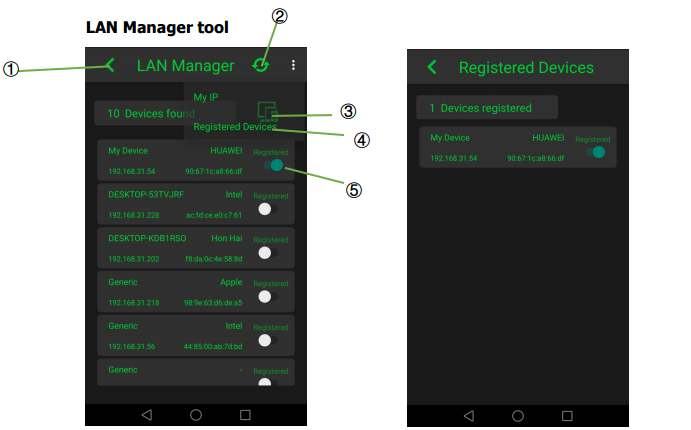 LAN Manager tool
②
①
LAN Manager
My IP
10 Devices found
③
Registered Devices
④
My Device HUAWEI Registered
192.168.31.54 90:67:1c:a8:66:df
⑤
DESKTOP-53TVJRF Intel Registered
192.168.31.228 ac:fd:ce:e0:c7:61
DESKTOP-KDB1RSO Hon Hai Registered
192.168.31.202 f8:da:0c:4e:58:8d
Generic Apple Registered
192.168.31.218 98:9e:63:d6:de:a5
Generic Intel Registered
192.168.31.56 44:85:00:ab:7d:bd
Generic - Registered
Registered Devices
1 Devices registered
My Device HUAWEI Registered
192.168.31.54 90:67:1c:a8:66:df